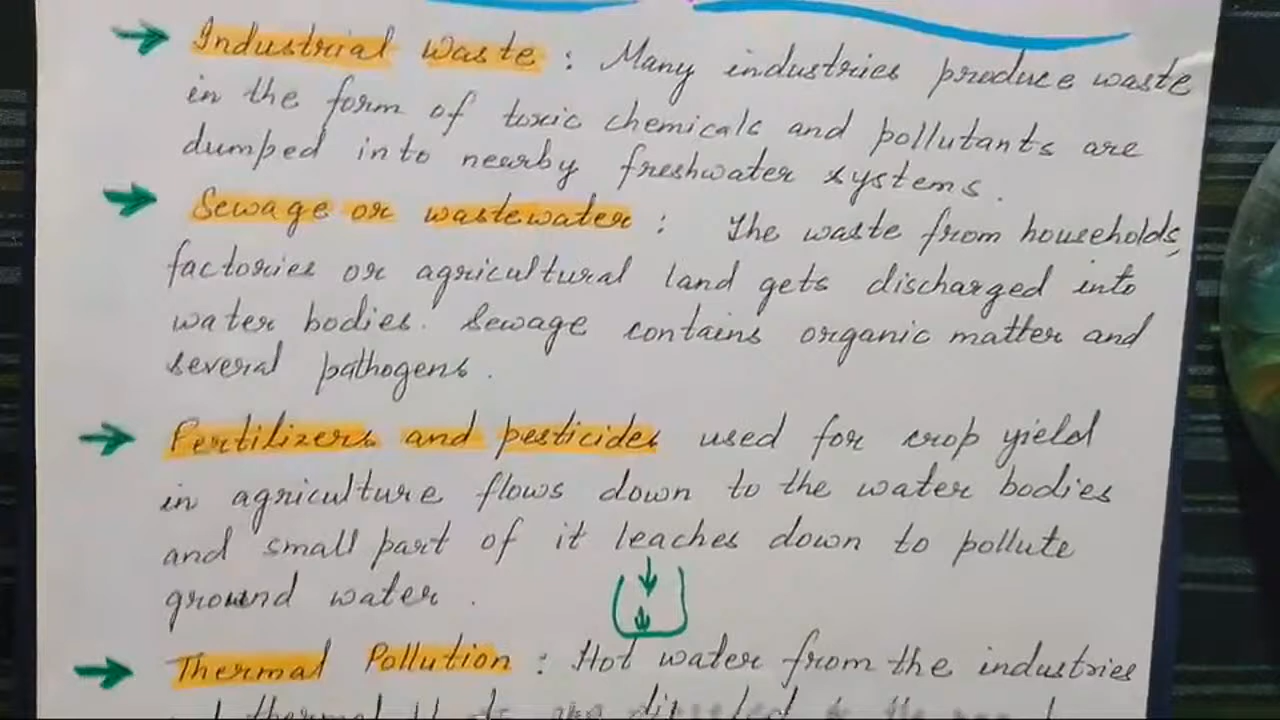 → Industrial waste : Many industries produce waste
in the form of toxic chemicals and pollutants are
dumped into nearby freshwater systems.
→ Sewage or wastewater : The waste from households,
factories or agricultural land gets discharged into
water bodies. Sewage contains organic matter and
several pathogens.
→ Fertilizers and pesticides used for crop yield
in agriculture flows down to the water bodies
and small part of it leaches down to pollute
ground water.
→ Thermal Pollution : Hot water from the industries